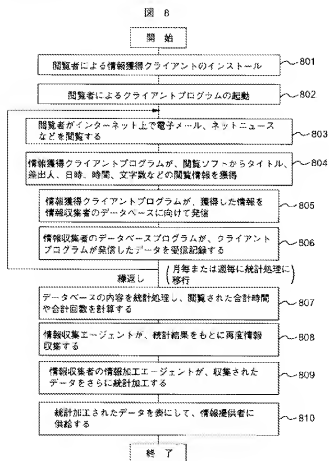 図 8
開 始
閲覧者による情報獲得クライアントのインストール
801
閲覧者によるクライアントプログラムの起動
802
閲覧者がインターネット上で電子メール、ネットニュース
などを閲覧する
803
情報獲得クライアントプログラムが、閲覧ソフトからタイトル、
差出人、日時、時間、文字数などの閲覧情報を獲得
804
情報獲得クライアントプログラムが、獲得した情報を
情報収集者のデータベースに向けて発信
805
情報収集者のデータベースプログラムが、クライアント
プログラムが発信したデータを受信記録する
806
繰返し
(月毎または週毎に統計処理に
移行)
データベースの内容を統計処理し、閲覧された合計時間
や合計回数を計算する
807
情報収集エージェントが、統計結果をもとに再度情報
収集する
808
情報収集者の情報加工エージェントが、収集された
データをさらに統計加工する
809
統計加工されたデータを表にして、情報提供者に
供給する
810
終 了